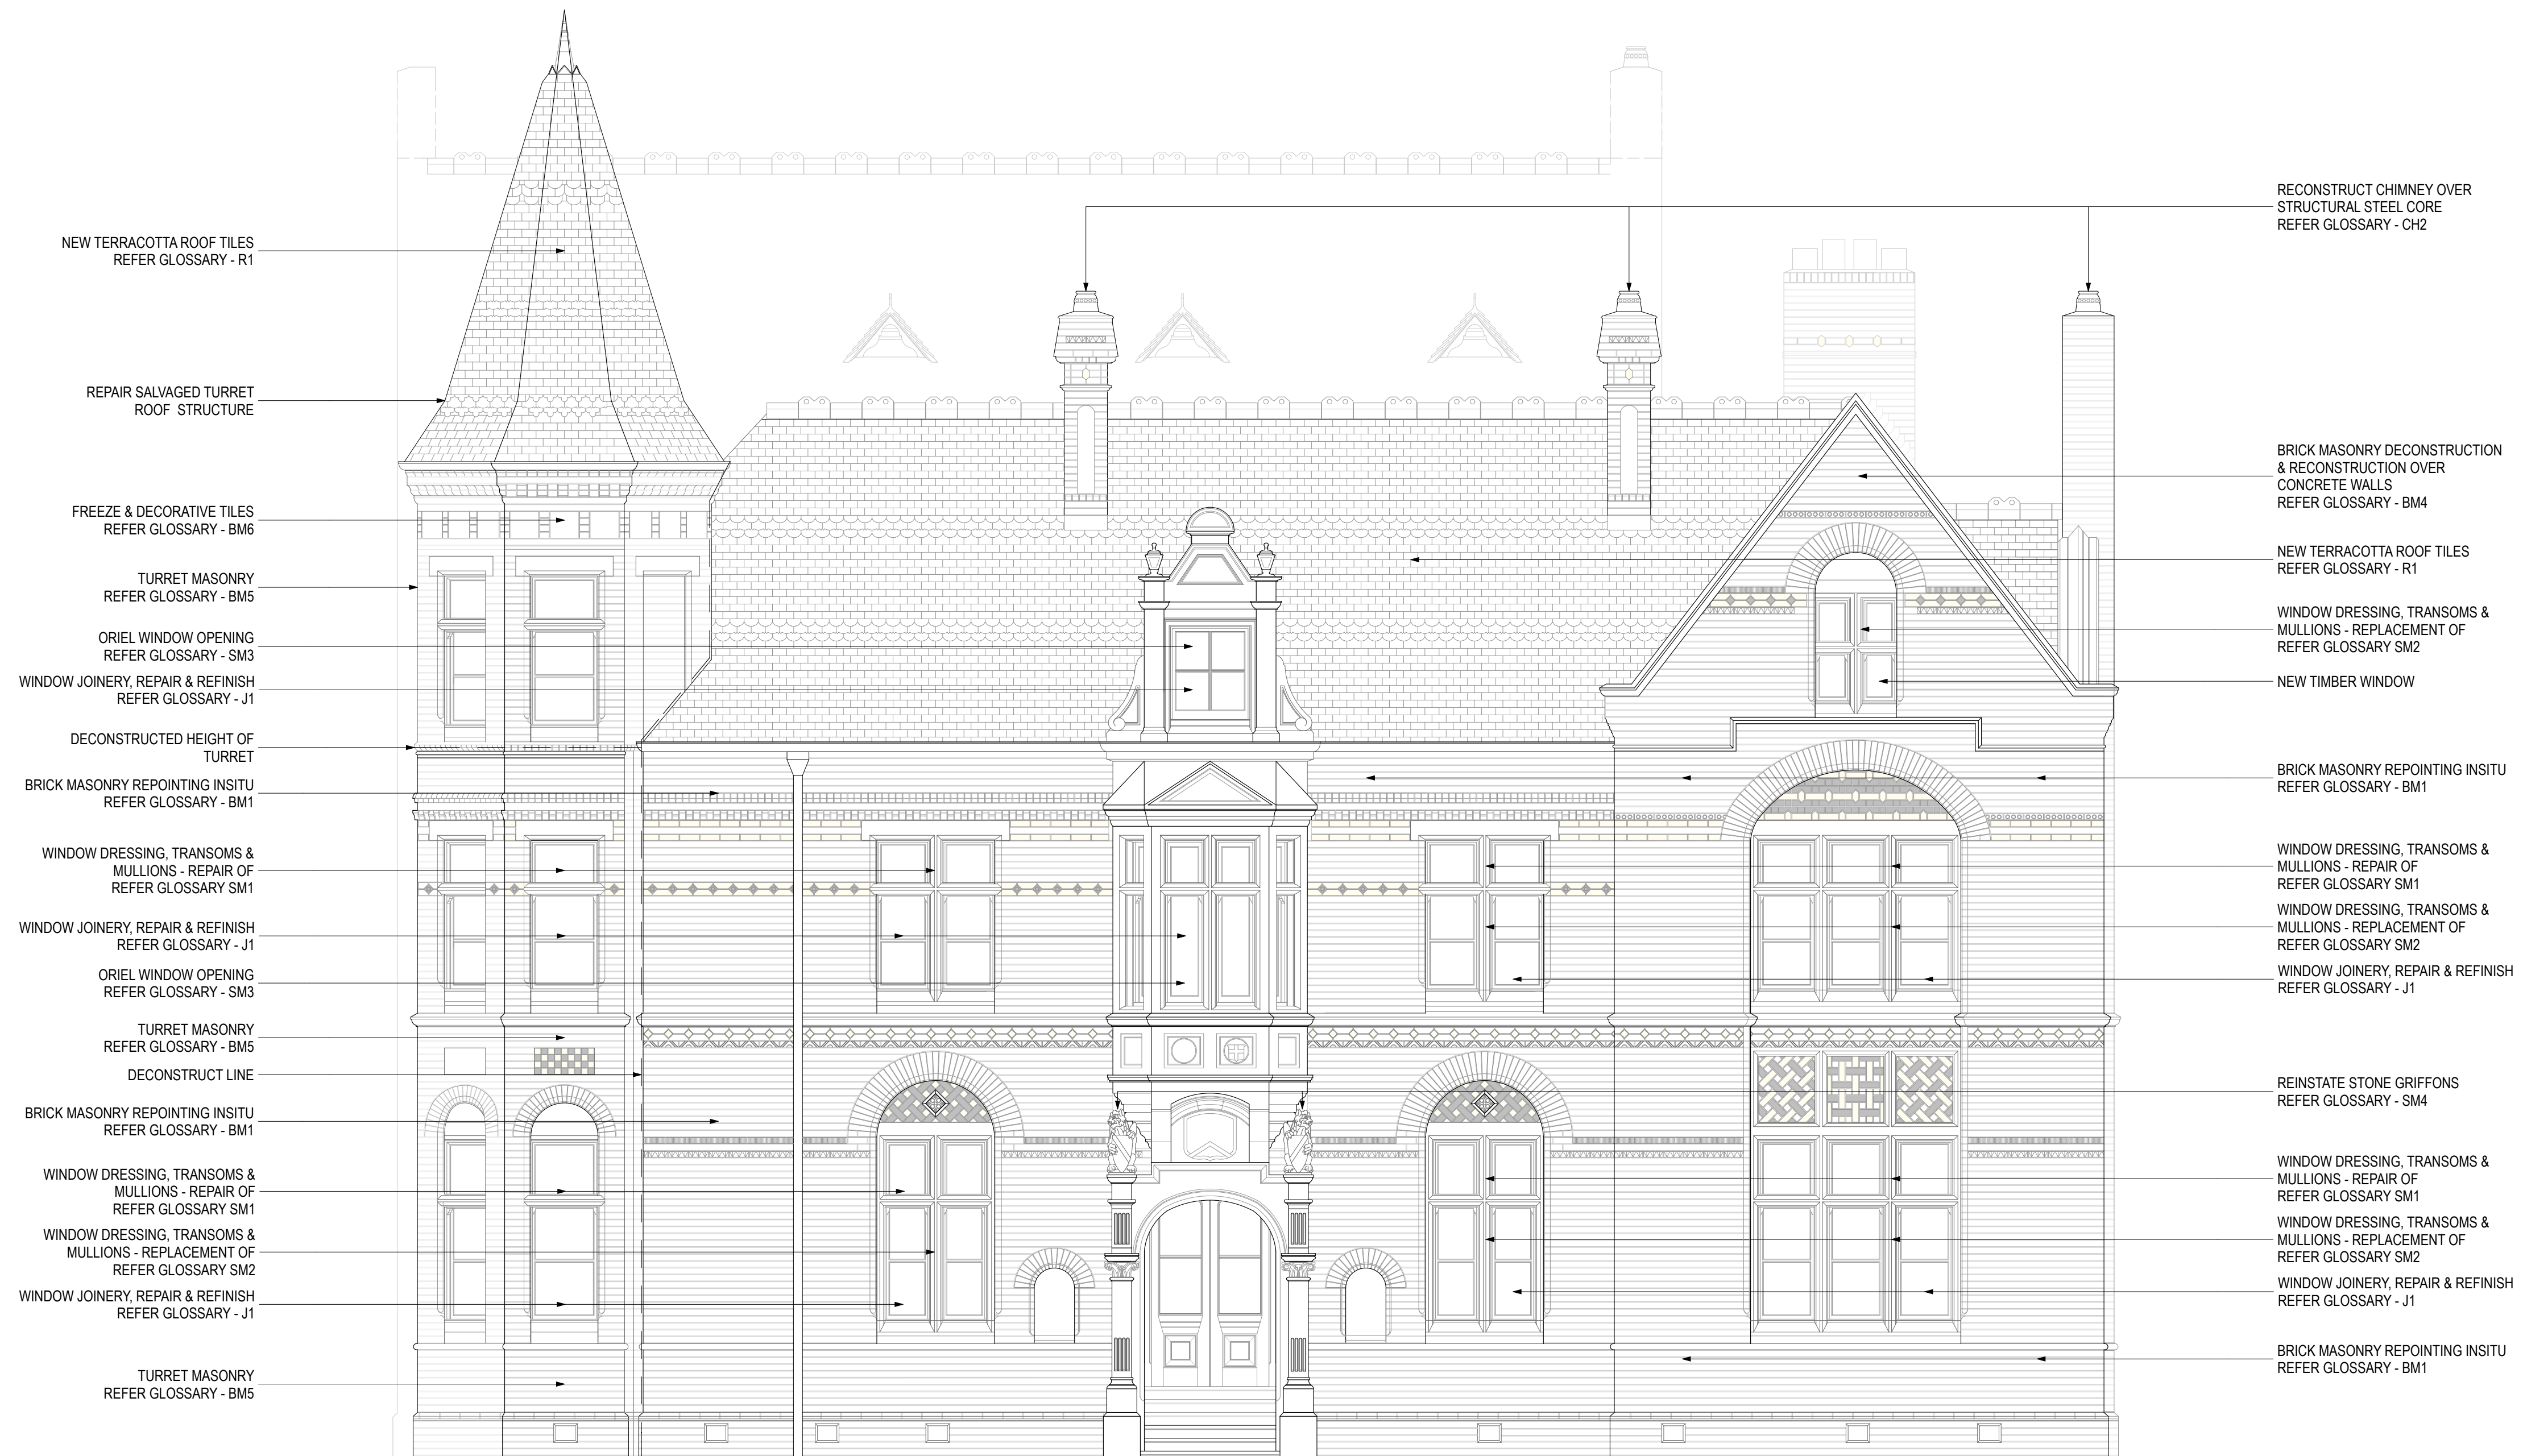 NEW TERRACOTTA ROOF TILES
REFER GLOSSARY - R1
REPAIR SALVAGED TURRET
ROOF STRUCTURE
FREEZE & DECORATIVE TILES
REFER GLOSSARY - BM6
TURRET MASONRY
REFER GLOSSARY - BM5
ORIEL WINDOW OPENING
REFER GLOSSARY - SM3
WINDOW JOINERY, REPAIR & REFINISH
REFER GLOSSARY - J1
DECONSTRUCTED HEIGHT OF
TURRET
BRICK MASONRY REPOINTING INSITU
REFER GLOSSARY - BM1
WINDOW DRESSING, TRANSOMS &
MULLIONS - REPAIR OF
REFER GLOSSARY SM1
WINDOW JOINERY, REPAIR & REFINISH
REFER GLOSSARY - J1
ORIEL WINDOW OPENING
REFER GLOSSARY - SM3
TURRET MASONRY
REFER GLOSSARY - BM5
DECONSTRUCT LINE
BRICK MASONRY REPOINTING INSITU
REFER GLOSSARY - BM1
WINDOW DRESSING, TRANSOMS &
MULLIONS - REPAIR OF
REFER GLOSSARY SM1
WINDOW DRESSING, TRANSOMS &
MULLIONS - REPLACEMENT OF
REFER GLOSSARY SM2
WINDOW JOINERY, REPAIR & REFINISH
REFER GLOSSARY - J1
TURRET MASONRY
REFER GLOSSARY - BM5
RECONSTRUCT CHIMNEY OVER
STRUCTURAL STEEL CORE
REFER GLOSSARY - CH2
BRICK MASONRY DECONSTRUCTION
& RECONSTRUCTION OVER
CONCRETE WALLS
REFER GLOSSARY - BM4
NEW TERRACOTTA ROOF TILES
REFER GLOSSARY - R1
WINDOW DRESSING, TRANSOMS &
MULLIONS - REPLACEMENT OF
REFER GLOSSARY SM2
NEW TIMBER WINDOW
BRICK MASONRY REPOINTING INSITU
REFER GLOSSARY - BM1
WINDOW DRESSING, TRANSOMS &
MULLIONS - REPAIR OF
REFER GLOSSARY SM1
WINDOW DRESSING, TRANSOMS &
MULLIONS - REPLACEMENT OF
REFER GLOSSARY SM2
WINDOW JOINERY, REPAIR & REFINISH
REFER GLOSSARY - J1
REINSTATE STONE GRIFFONS
REFER GLOSSARY - SM4
WINDOW DRESSING, TRANSOMS &
MULLIONS - REPAIR OF
REFER GLOSSARY SM1
WINDOW DRESSING, TRANSOMS &
MULLIONS - REPLACEMENT OF
REFER GLOSSARY SM2
WINDOW JOINERY, REPAIR & REFINISH
REFER GLOSSARY - J1
BRICK MASONRY REPOINTING INSITU
REFER GLOSSARY - BM1